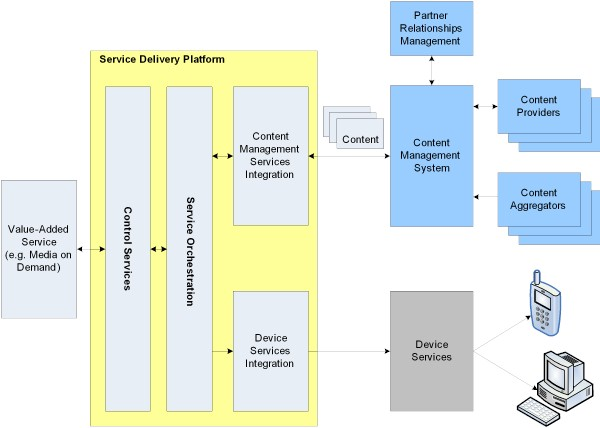 Partner
Relationships
Management
Service Delivery Platform
Content
Management
Services
Integration
Content
Content
Management
System
Content
Providers
Content
Aggregators
Value-Added
Service
(e.g. Media on
Demand)
Control Services
Service Orchestration
Device
Services
Integration
Device
Services